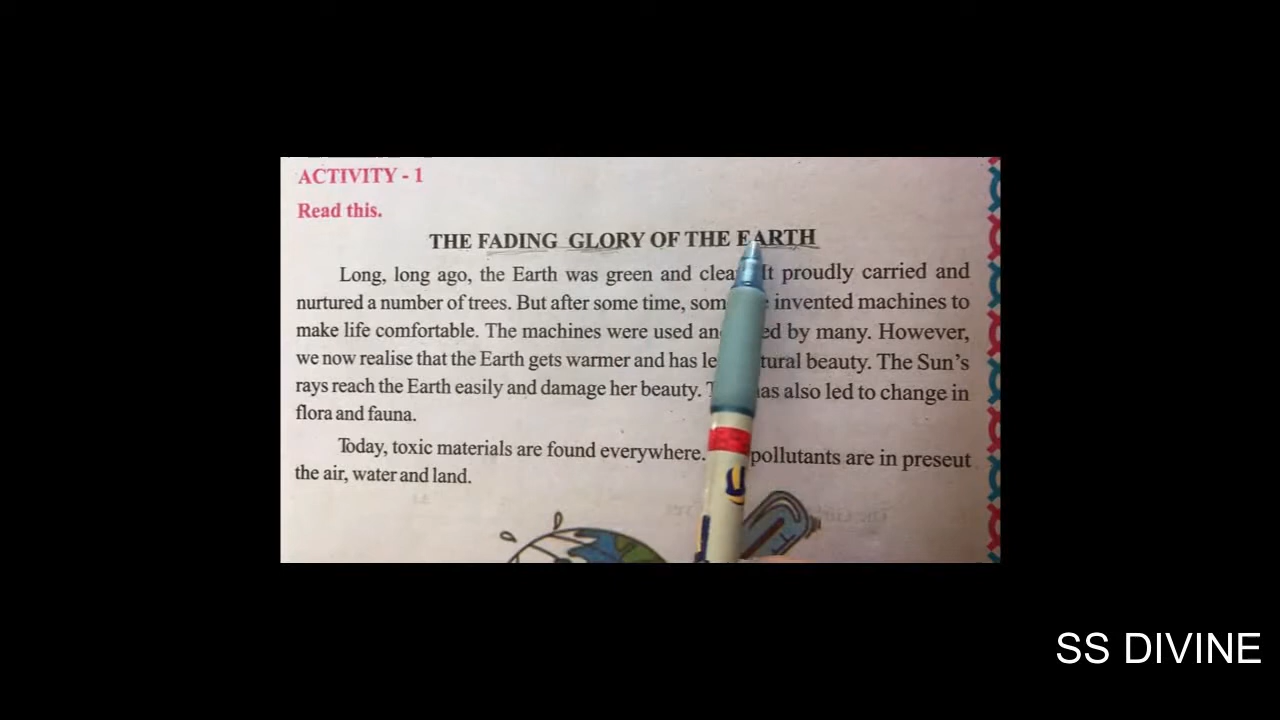 ACTIVITY - 1
Read this.
THE FADING GLORY OF THE EARTH
Long, long ago, the Earth was green and clea It proudly carried and
nurtured a number of trees. But after some time, som invented machines to
make life comfortable. The machines were used an ed by many. However,
we now realise that the Earth gets warmer and has le tural beauty. The Sun's
rays reach the Earth easily and damage her beauty. T as also led to change in
flora and fauna.
Today, toxic materials are found everywhere. pollutants are in preseut
the air, water and land.
SS DIVINE